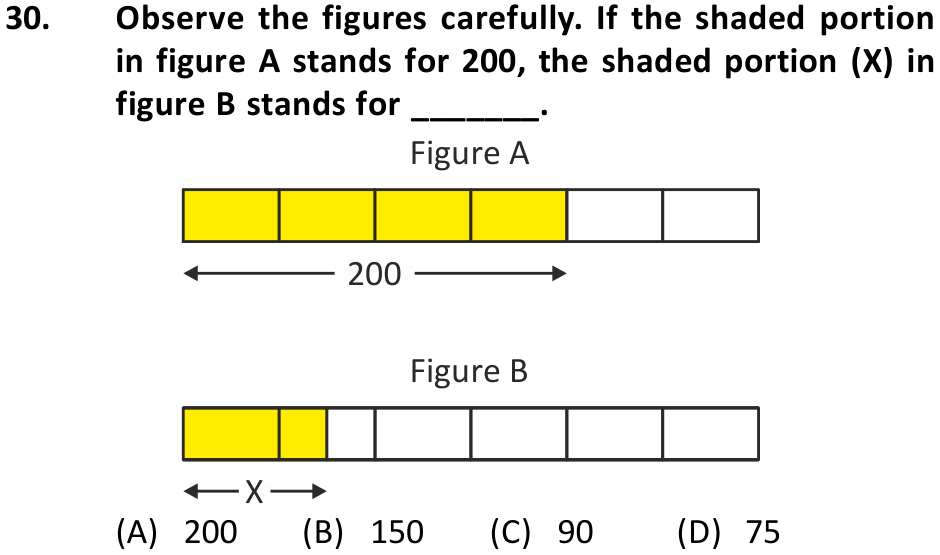 30. Observe the figures carefully. If the shaded portion
in figure A stands for 200, the shaded portion (X) in
figure B stands for _______.
Figure A
200
Figure B
X
(A) 200 (B) 150 (C) 90 (D) 75